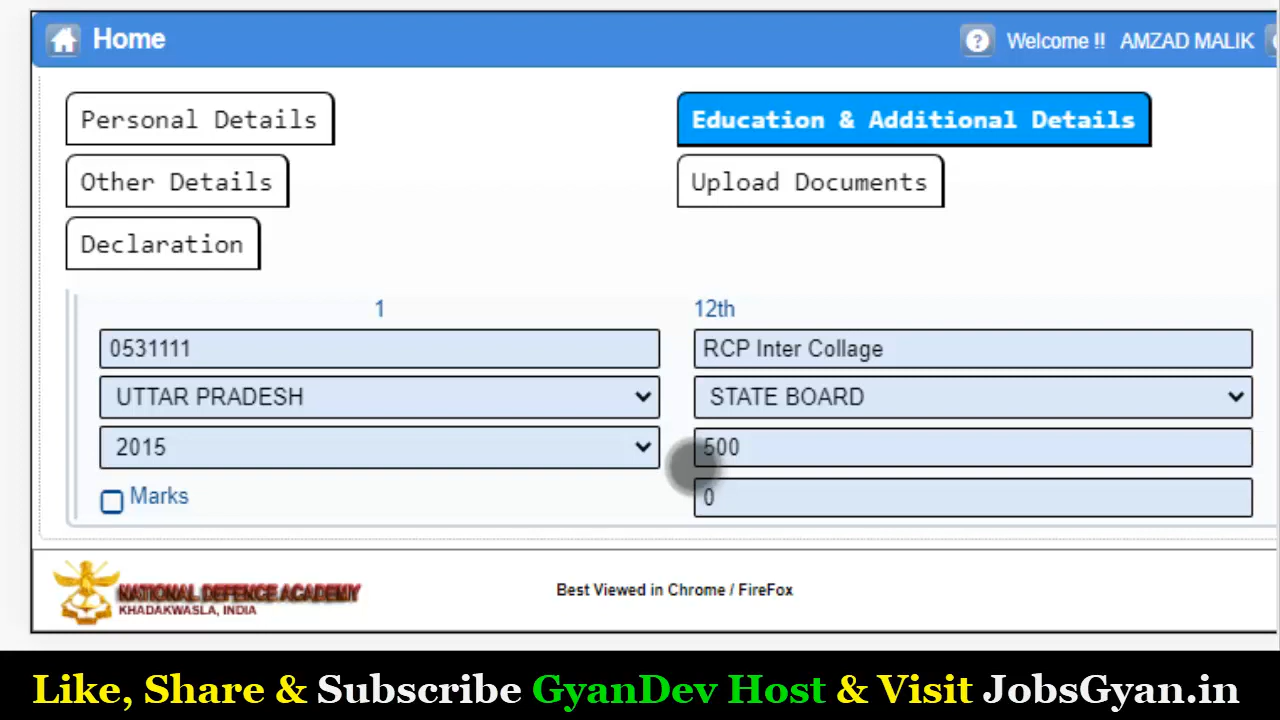 Home
? Welcome !! AMZAD MALIK
Personal Details
Education & Additional Details
Other Details
Upload Documents
Declaration
1
12th
0531111
RCP Inter Collage
UTTAR PRADESH
STATE BOARD
2015
500
Marks
0
NATIONAL DEFENCE ACADEMY
KHADAKWASLA, INDIA
Best Viewed in Chrome / FireFox
Like, Share & Subscribe GyanDev Host & Visit JobsGyan.in